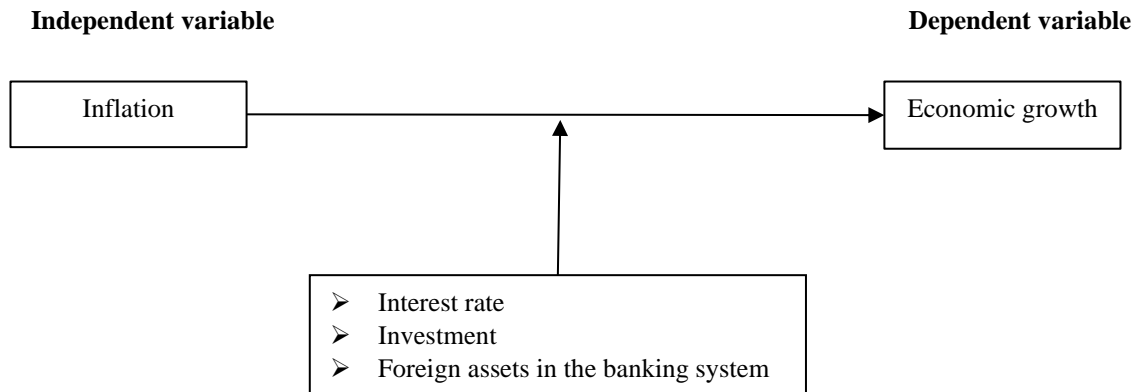 Independent variable
Dependent variable
Inflation
Economic growth
➢ Interest rate
➢ Investment
➢ Foreign assets in the banking system